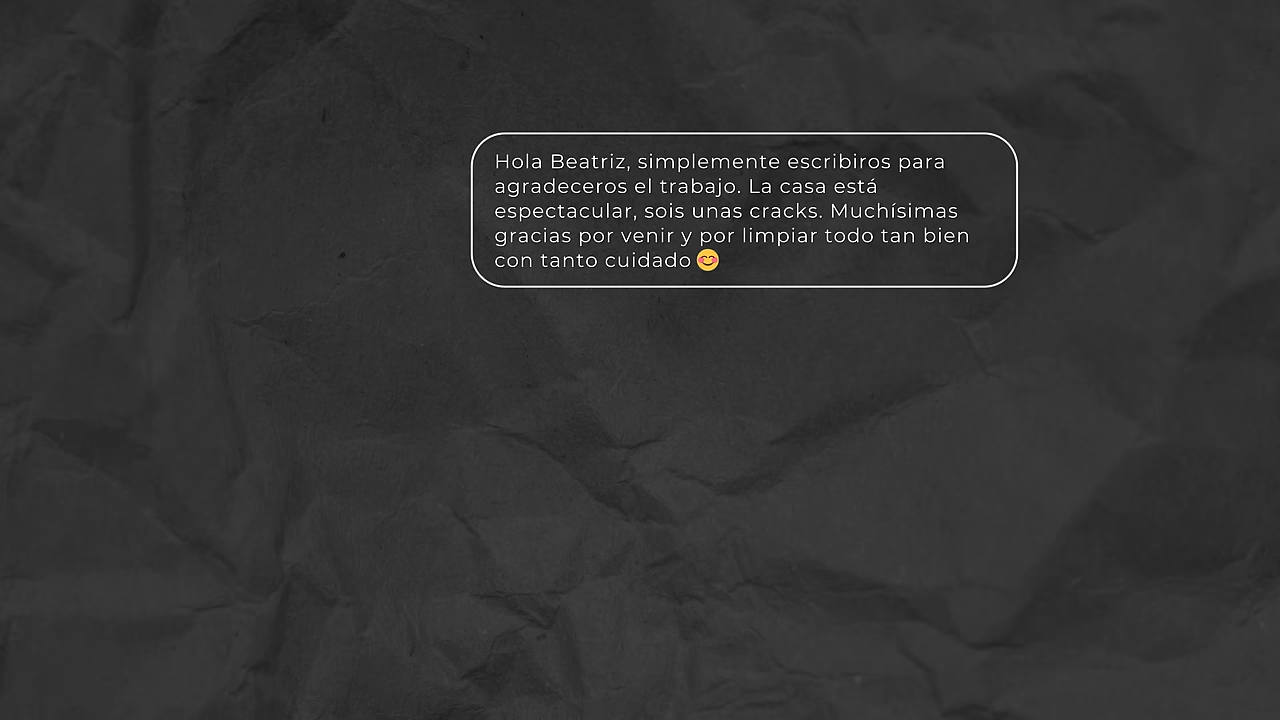 Hola Beatriz, simplemente escribiros para
agradeceros el trabajo. La casa está
espectacular, sois unas cracks. Muchísimas
gracias por venir y por limpiar todo tan bien
con tanto cuidado 😊